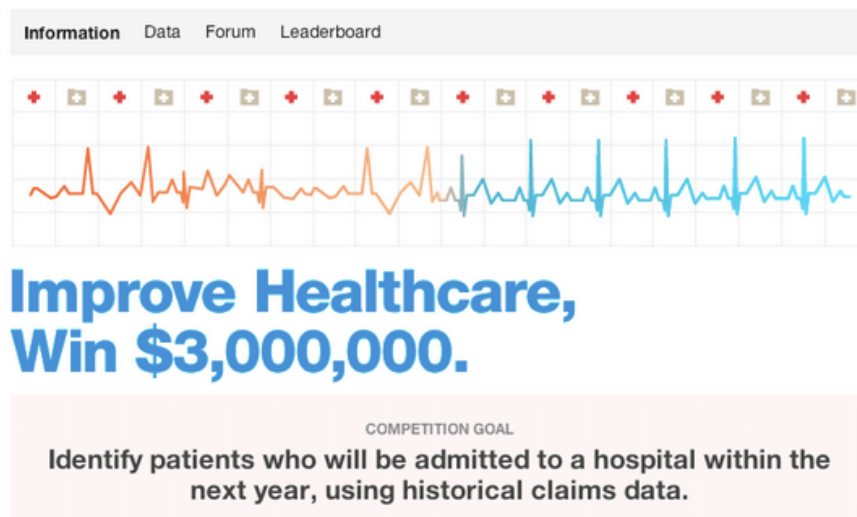 Information Data Forum Leaderboard
Improve Healthcare,
Win $3,000,000.
COMPETITION GOAL
Identify patients who will be admitted to a hospital within the
next year, using historical claims data.